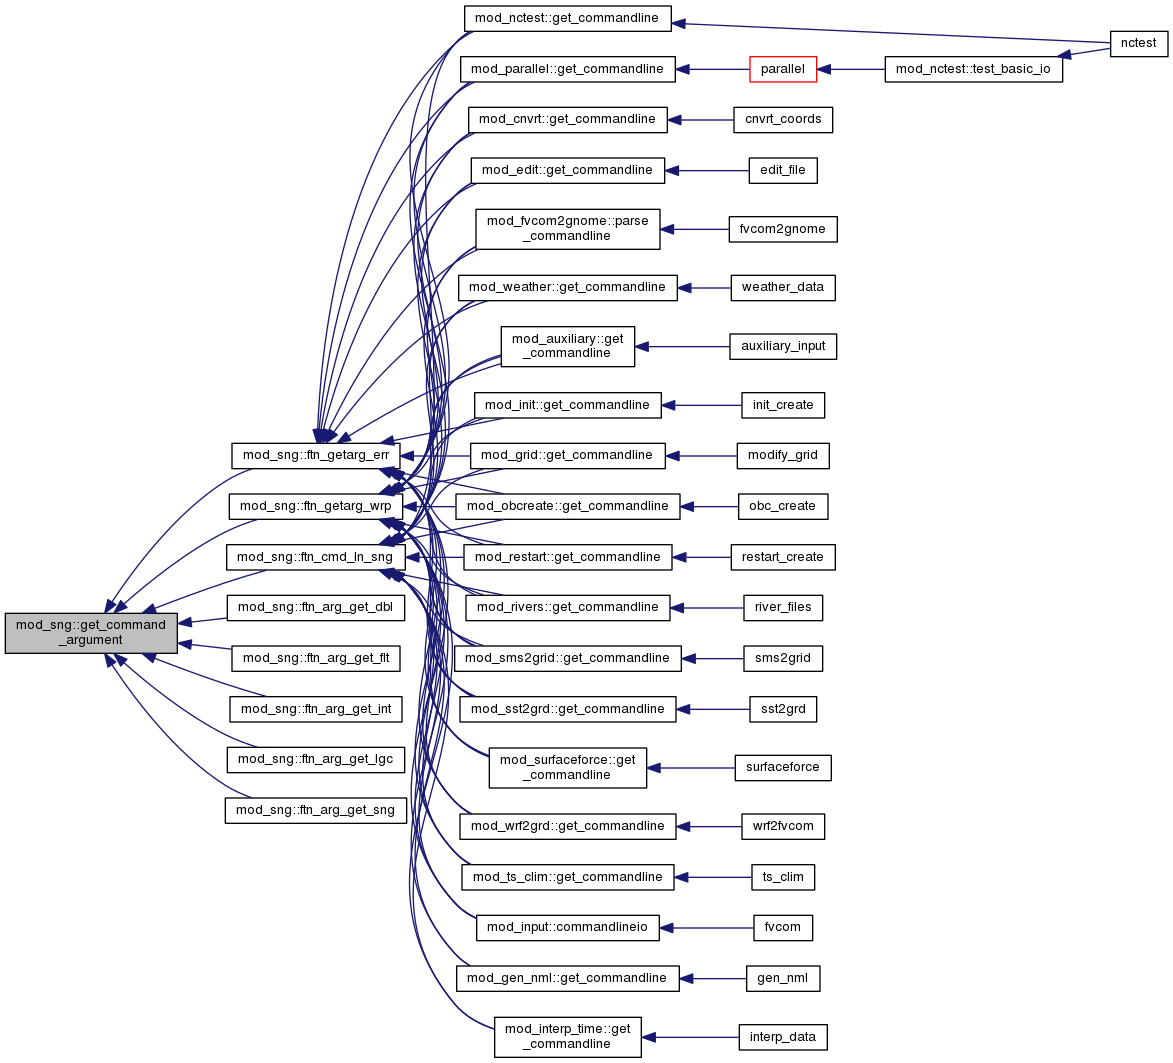 mod_nctest::get_commandline
nctest
mod_parallel::get_commandline
parallel
mod_nctest::test_basic_io
mod_cnvrt::get_commandline
cnvrt_coords
mod_edit::get_commandline
edit_file
mod_fvcom2gnome::parse
_commandline
fvcom2gnome
mod_weather::get_commandline
weather_data
mod_auxiliary::get
_commandline
auxiliary_input
mod_init::get_commandline
init_create
mod_sng::ftn_getarg_err
mod_grid::get_commandline
modify_grid
mod_sng::ftn_getarg_wrp
mod_obcreate::get_commandline
obc_create
mod_sng::ftn_cmd_ln_sng
mod_restart::get_commandline
restart_create
mod_sng::ftn_arg_get_dbl
mod_rivers::get_commandline
river_files
mod_sng::get_command
_argument
mod_sng::ftn_arg_get_flt
mod_sms2grid::get_commandline
sms2grid
mod_sng::ftn_arg_get_int
mod_sst2grd::get_commandline
sst2grd
mod_sng::ftn_arg_get_lgc
mod_surfaceforce::get
_commandline
surfaceforce
mod_sng::ftn_arg_get_sng
mod_wrf2grd::get_commandline
wrf2fvcom
mod_ts_clim::get_commandline
ts_clim
mod_input::commandlineio
fvcom
mod_gen_nml::get_commandline
gen_nml
mod_interp_time::get
_commandline
interp_data